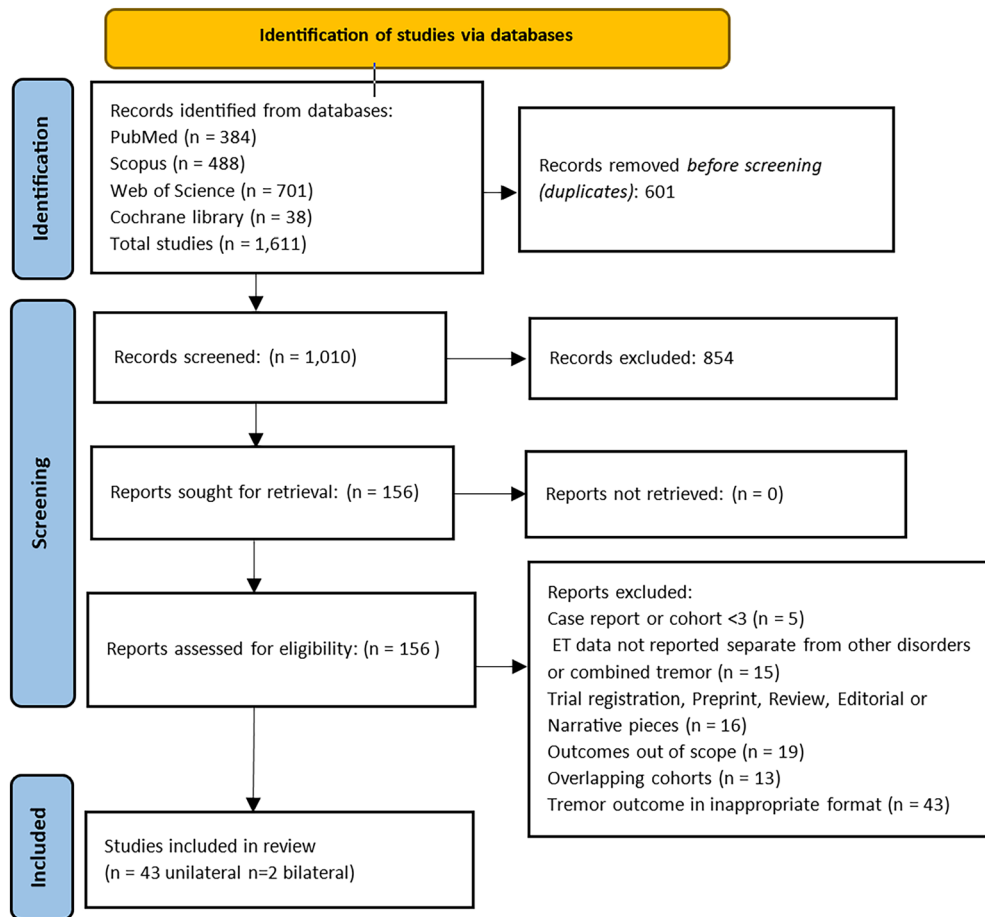 Identification of studies via databases
Identification
Records identified from databases:
PubMed (n = 384)
Scopus (n = 488)
Web of Science (n = 701)
Cochrane library (n = 38)
Total studies (n = 1,611)
Records removed before screening
(duplicates): 601
Screening
Records screened: (n = 1,010)
Records excluded: 854
Reports sought for retrieval: (n = 156)
Reports not retrieved: (n = 0)
Reports assessed for eligibility: (n = 156 )
Reports excluded:
Case report or cohort <3 (n = 5)
ET data not reported separate from other disorders
or combined tremor (n = 15)
Trial registration, Preprint, Review, Editorial or
Narrative pieces (n = 16)
Outcomes out of scope (n = 19)
Overlapping cohorts (n = 13)
Tremor outcome in inappropriate format (n = 43)
Included
Studies included in review
(n = 43 unilateral n=2 bilateral)